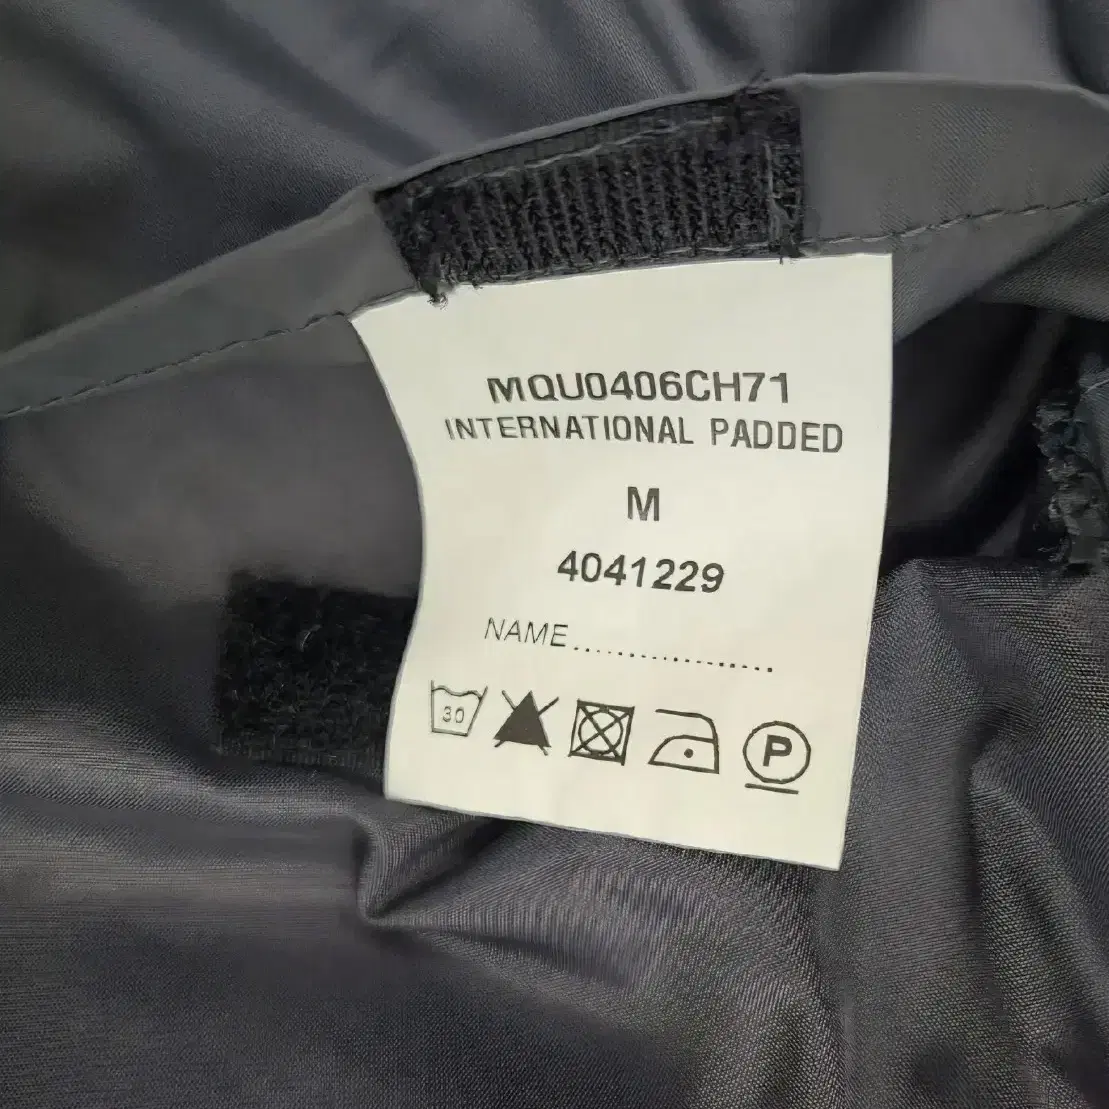 MQU0406CH71
INTERNATIONAL PADDED
M
4041229
NAME....................
30
P